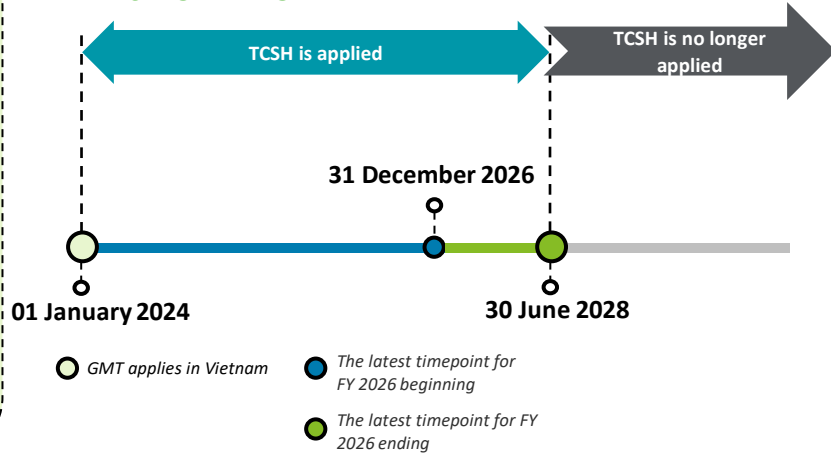 TCSH is applied
TCSH is no longer
applied
31 December 2026
01 January 2024
30 June 2028
GMT applies in Vietnam
The latest timepoint for
FY 2026 beginning
The latest timepoint for FY
2026 ending